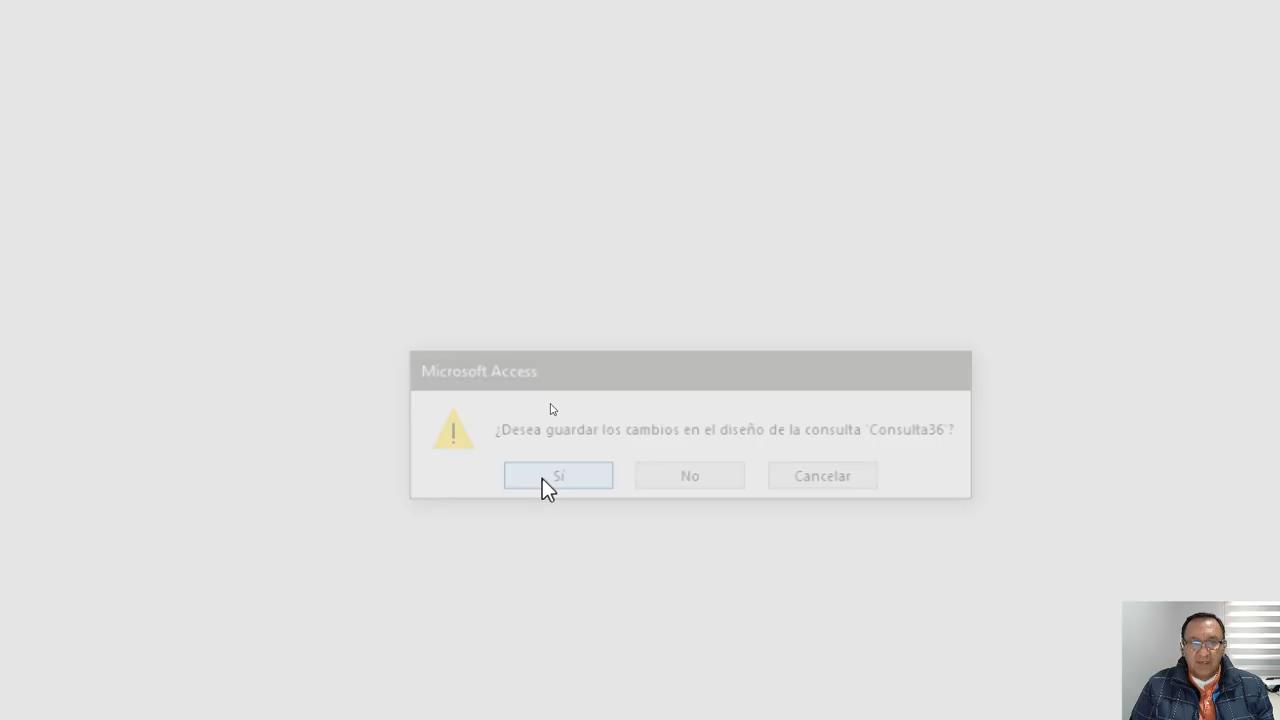 Microsoft Access
¿Desea guardar los cambios en el diseño de la consulta 'Consulta36'?
Sí
No
Cancelar